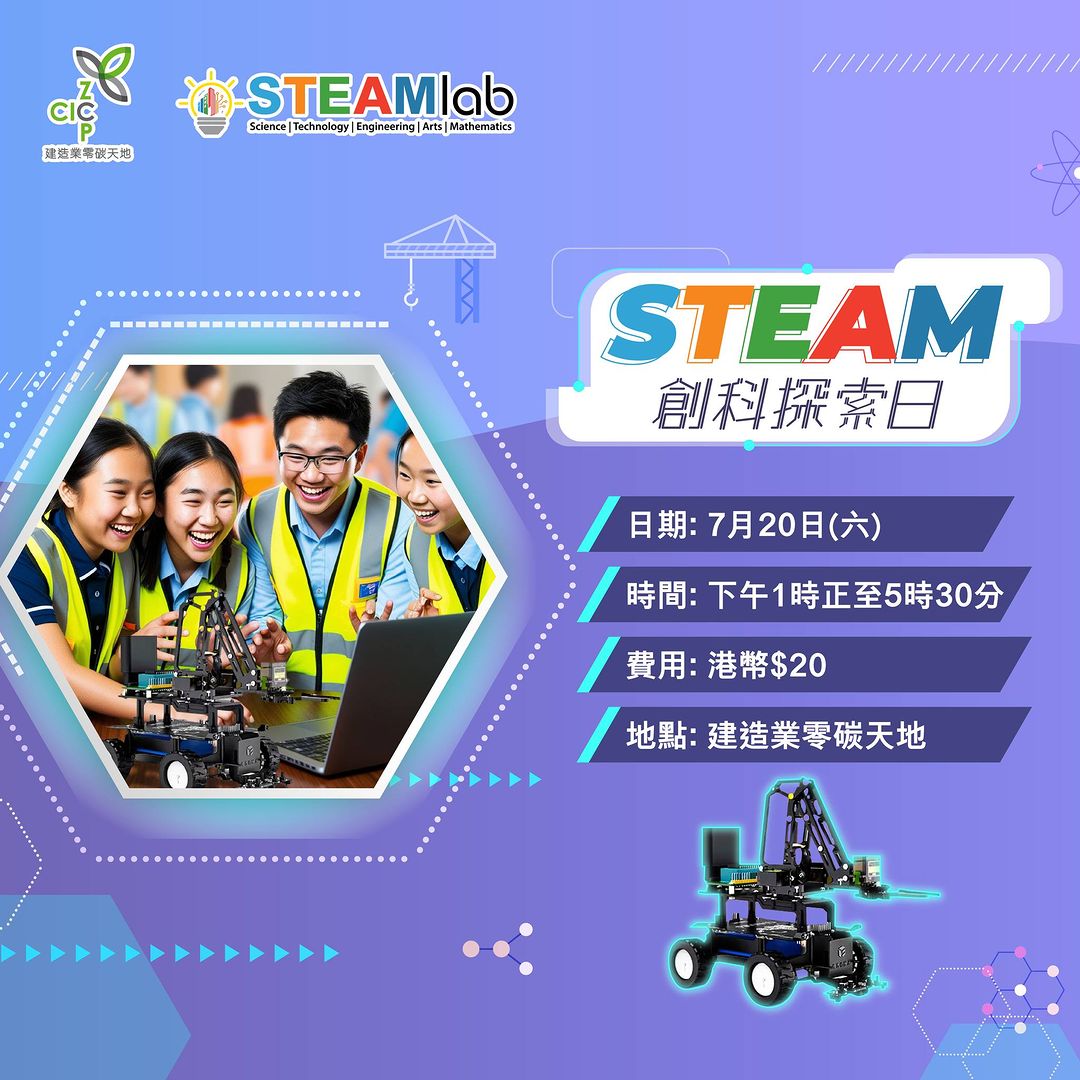 Z
CIC
P
建造業零碳天地
STEAMlab
Science | Technology | Engineering | Arts | Mathematics
STEAM
創科探索日
日期: 7月20日(六)
時間: 下午1時正至5時30分
費用: 港幣$20
地點: 建造業零碳天地